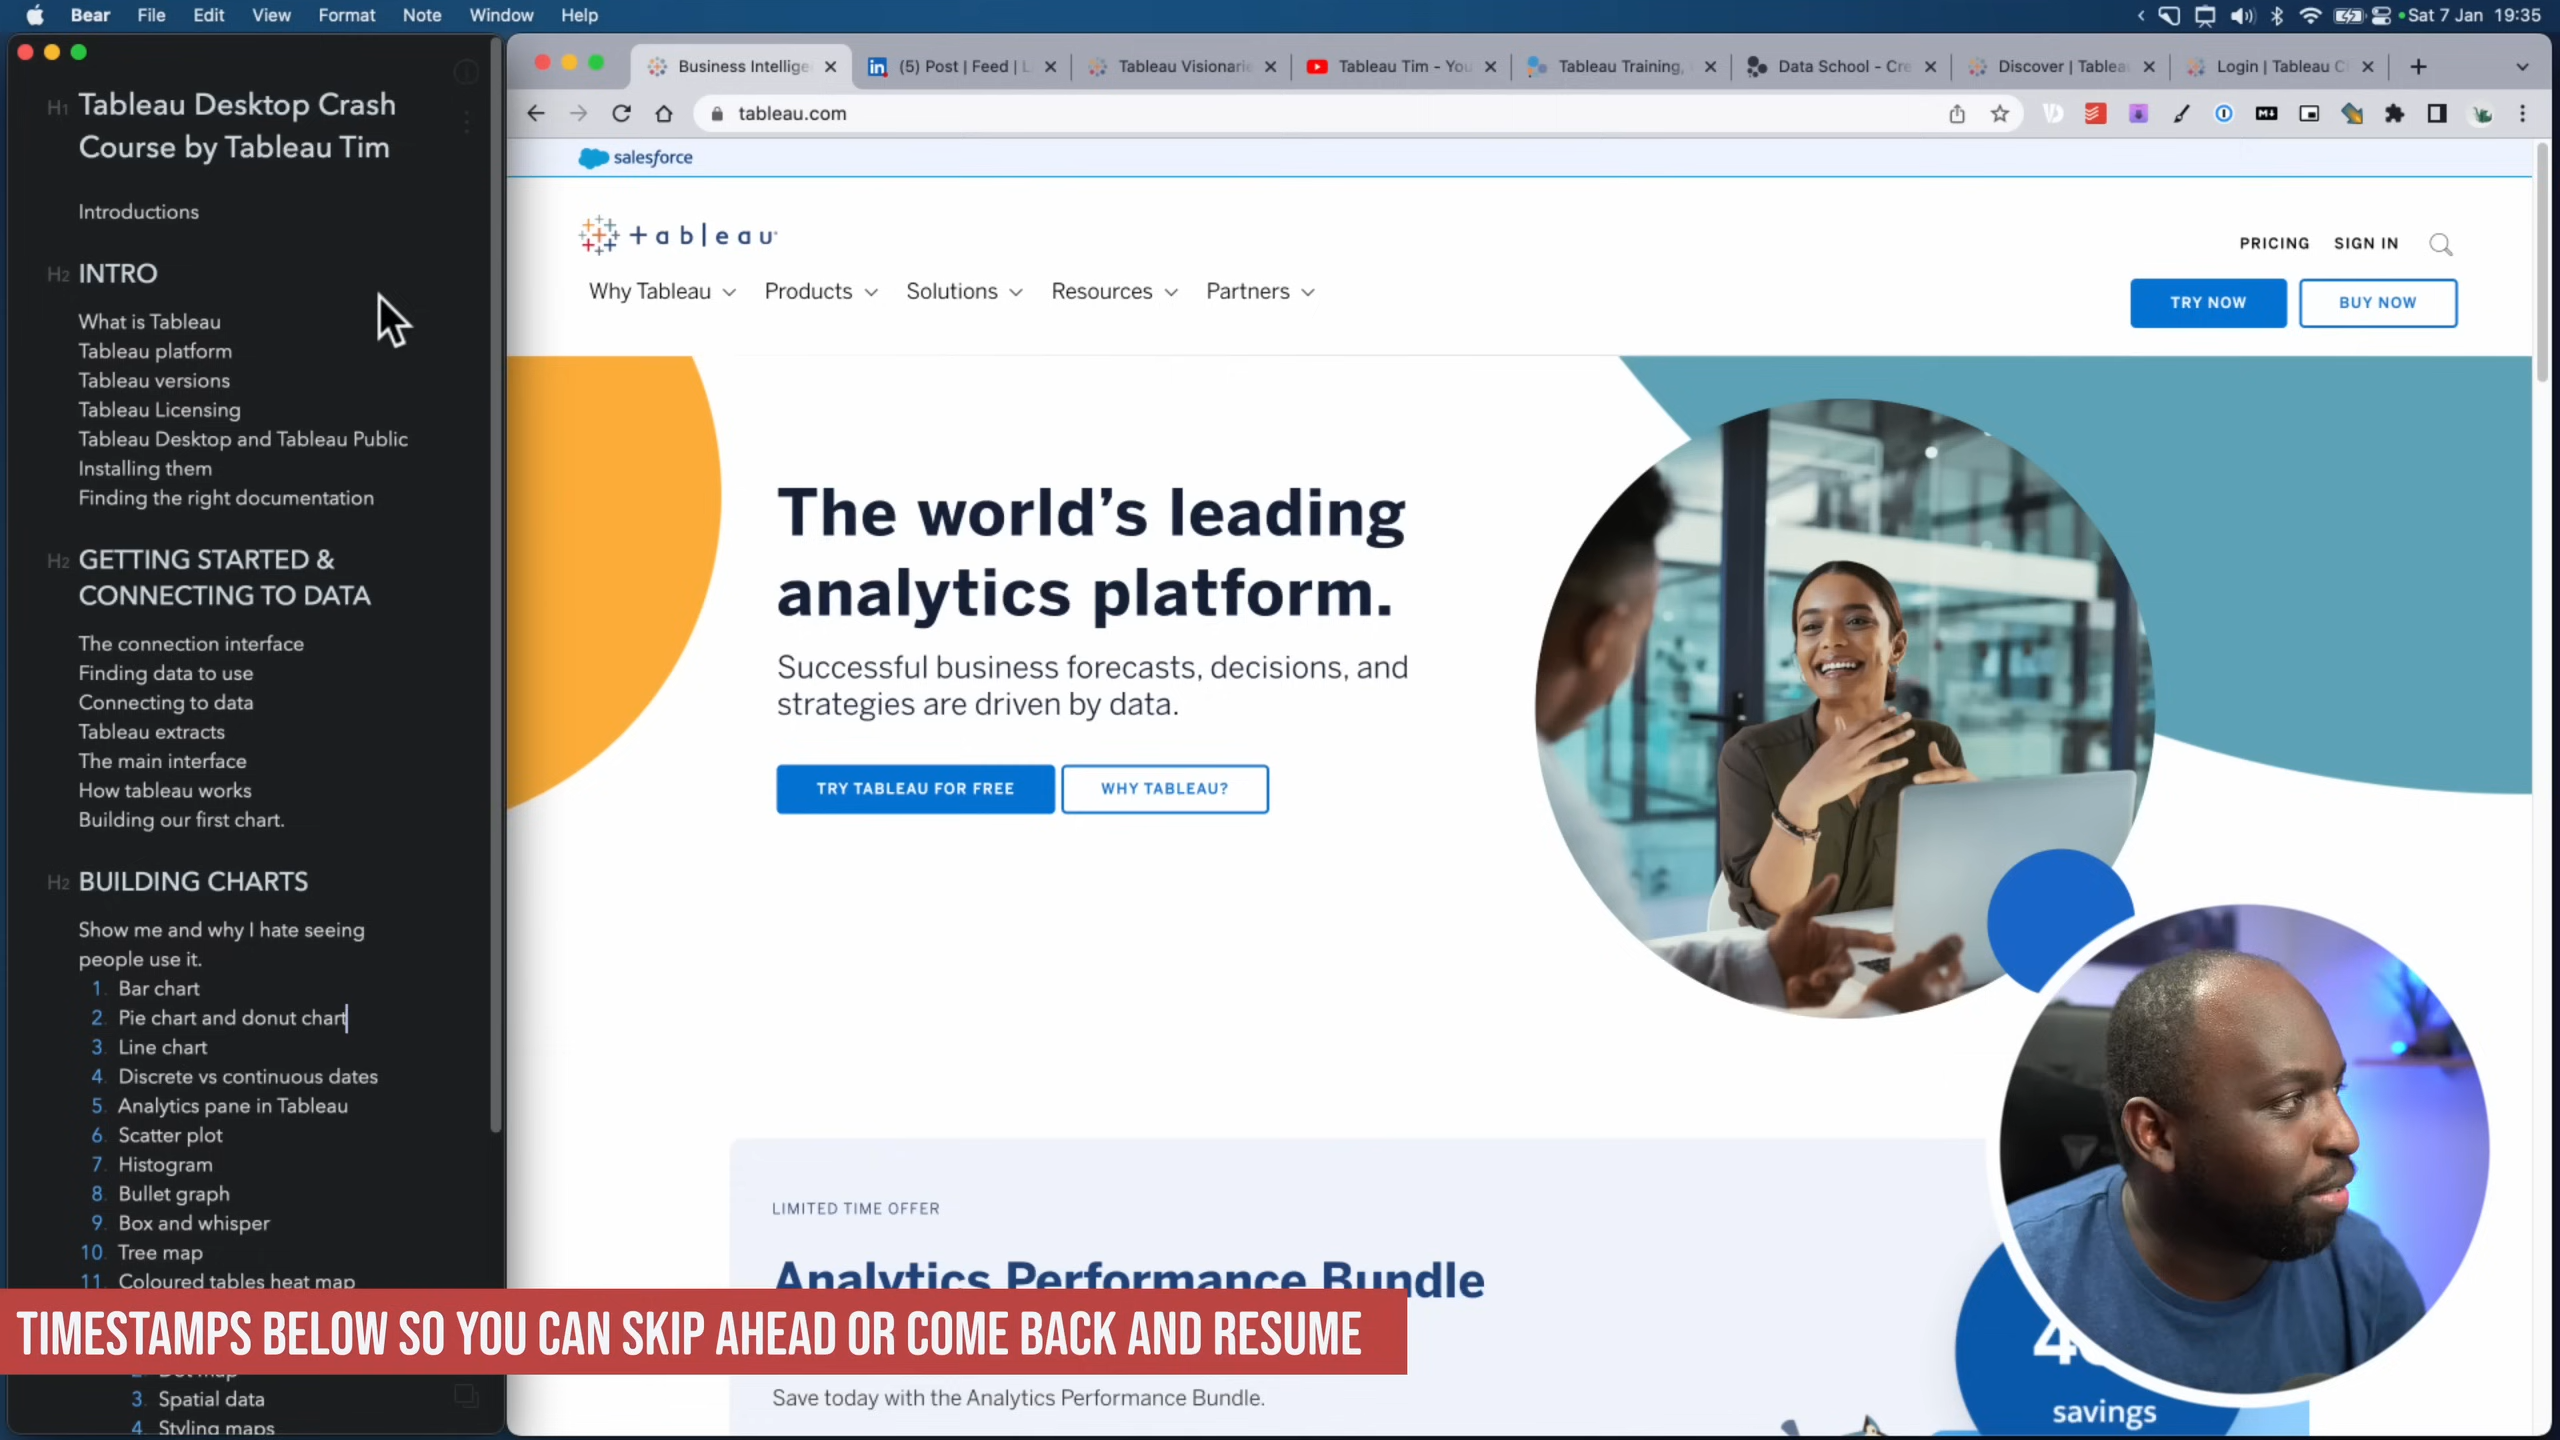 Bear File Edit View Format Note Window Help
Sat 7 Jan 19:35
H1 Tableau Desktop Crash
Course by Tableau Tim
Introductions
H2 INTRO
What is Tableau
Tableau platform
Tableau versions
Tableau Licensing
Tableau Desktop and Tableau Public
Installing them
Finding the right documentation
H2 GETTING STARTED &
CONNECTING TO DATA
The connection interface
Finding data to use
Connecting to data
Tableau extracts
The main interface
How tableau works
Building our first chart.
H2 BUILDING CHARTS
Show me and why I hate seeing
people use it.
1. Bar chart
2. Pie chart and donut chart
3. Line chart
4. Discrete vs continuous dates
5. Analytics pane in Tableau
6. Scatter plot
7. Histogram
8. Bullet graph
9. Box and whisper
10. Tree map
11. Coloured tables heat map
2. Dot map
3. Spatial data
4. Styling maps
Business Intellige
(5) Post | Feed | L
Tableau Visionarie
Tableau Tim - You
Tableau Training,
Data School - Cre
Discover | Tablea
Login | Tableau C
tableau.com
salesforce
+ableau
PRICING SIGN IN
Why Tableau Products Solutions Resources Partners
TRY NOW BUY NOW
The world's leading
analytics platform.
Successful business forecasts, decisions, and
strategies are driven by data.
TRY TABLEAU FOR FREE WHY TABLEAU?
LIMITED TIME OFFER
Analytics Performance Bundle
Save today with the Analytics Performance Bundle.
savings
TIMESTAMPS BELOW SO YOU CAN SKIP AHEAD OR COME BACK AND RESUME